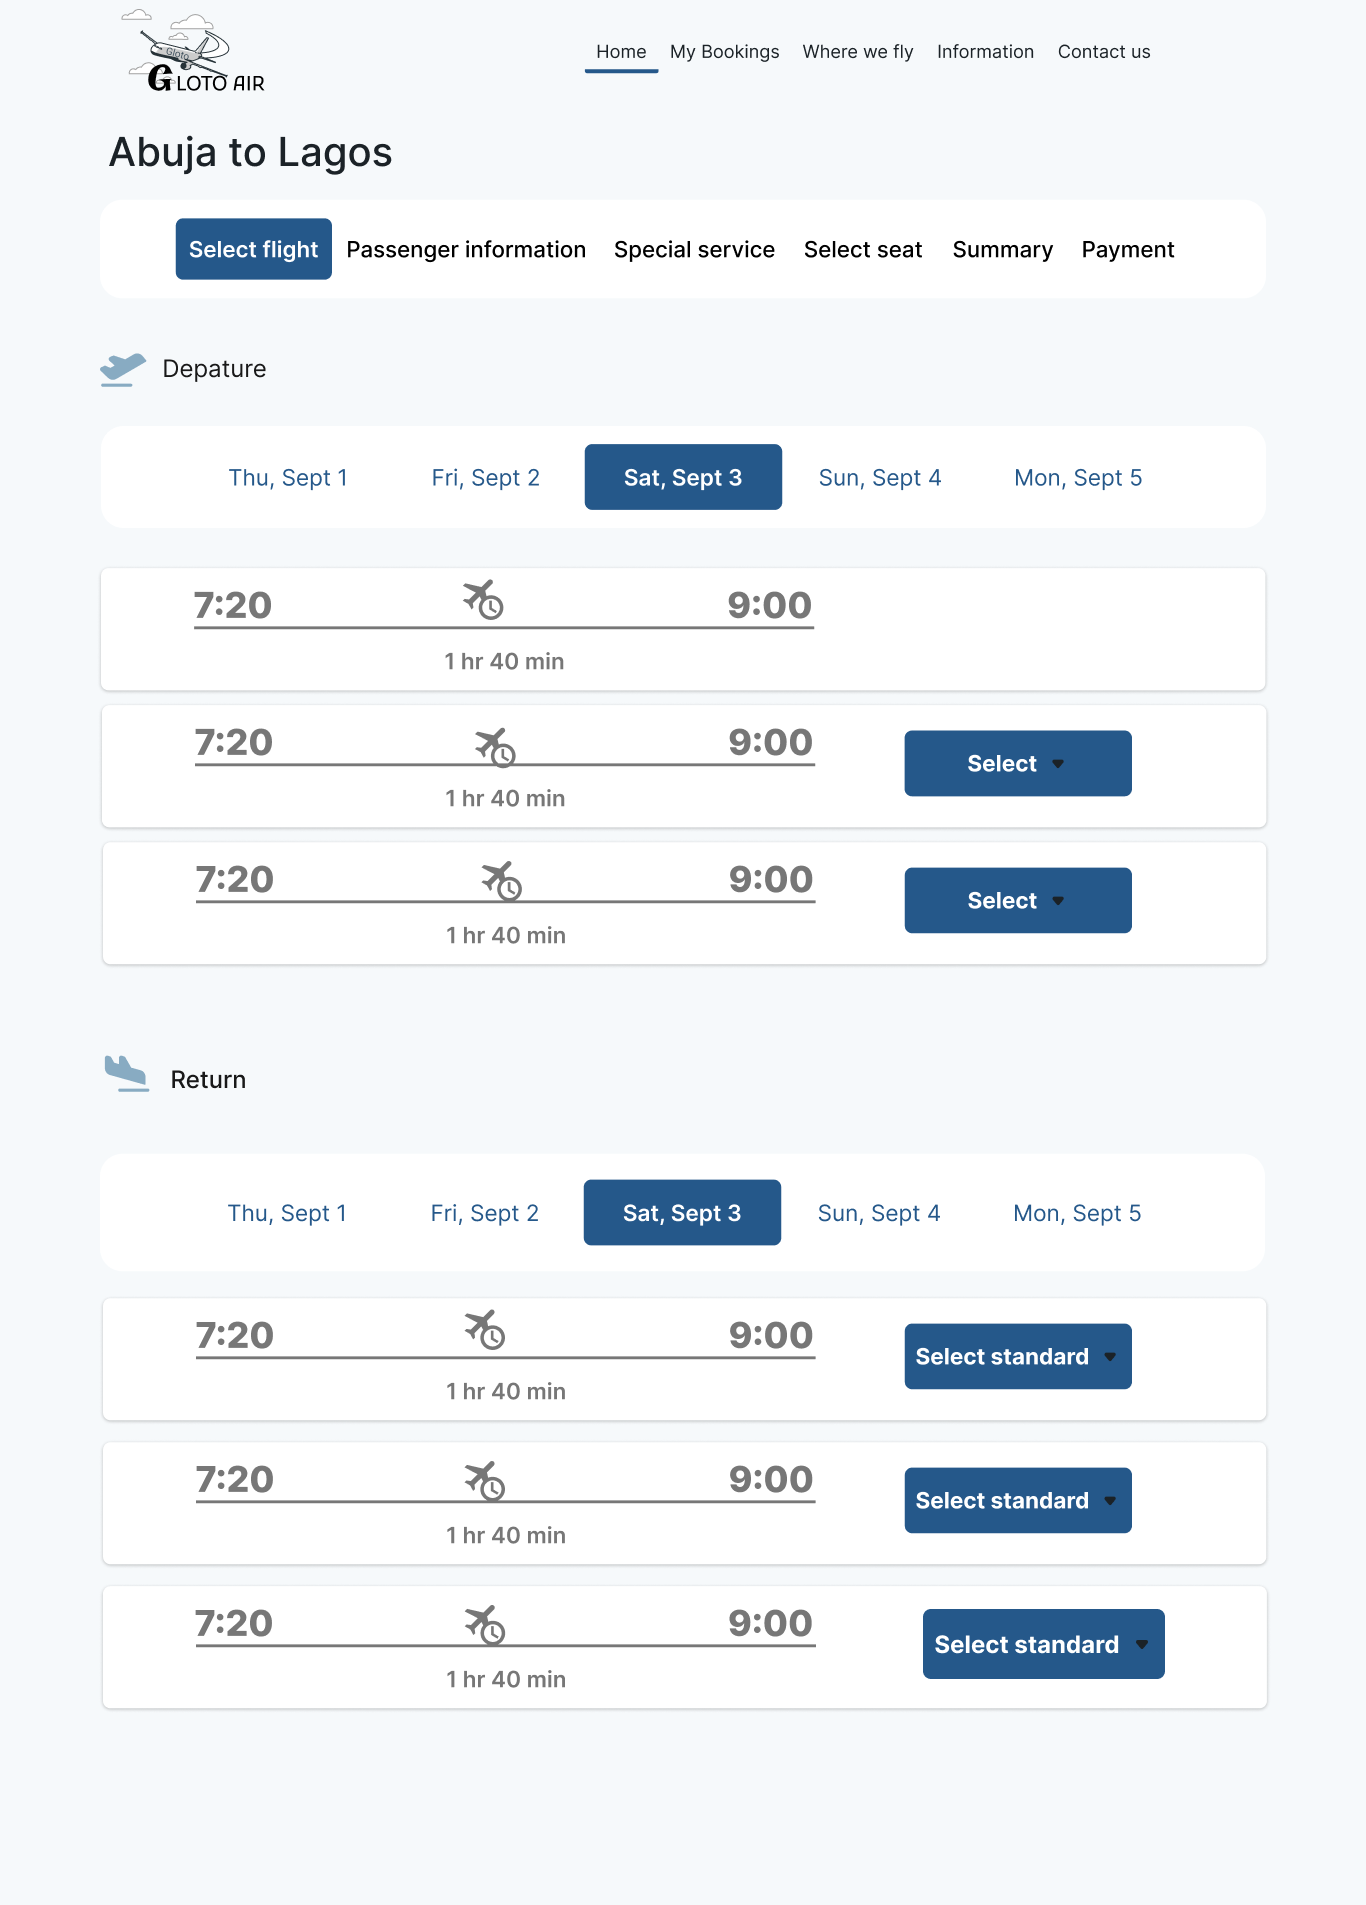 Gloto
GLOTO AIR
Home My Bookings Where we fly Information Contact us
Abuja to Lagos
Select flight Passenger information Special service Select seat Summary Payment
Depature
Thu, Sept 1 Fri, Sept 2 Sat, Sept 3 Sun, Sept 4 Mon, Sept 5
7:20 9:00
1 hr 40 min
7:20 9:00 Select
1 hr 40 min
7:20 9:00 Select
1 hr 40 min
Return
Thu, Sept 1 Fri, Sept 2 Sat, Sept 3 Sun, Sept 4 Mon, Sept 5
7:20 9:00 Select standard
1 hr 40 min
7:20 9:00 Select standard
1 hr 40 min
7:20 9:00 Select standard
1 hr 40 min